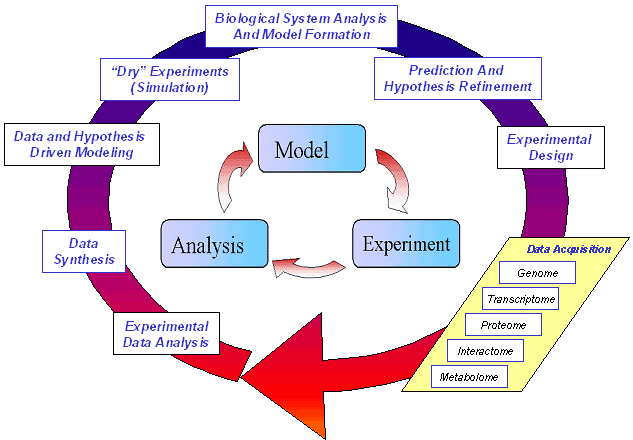 Biological System Analysis
And Model Formation
“Dry” Experiments
(Simulation)
Prediction And
Hypothesis Refinement
Data and Hypothesis
Driven Modeling
Experimental
Design
Model
Analysis
Experiment
Data
Synthesis
Data Acquisition
Genome
Transcriptome
Proteome
Interactome
Metabolome
Experimental
Data Analysis